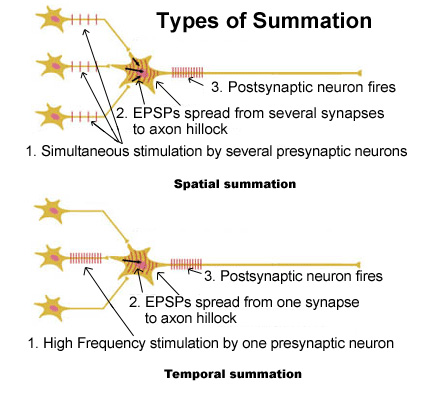 Types of Summation
3. Postsynaptic neuron fires
2. EPSPs spread from several synapses
to axon hillock
1. Simultaneous stimulation by several presynaptic neurons
Spatial summation
3. Postsynaptic neuron fires
2. EPSPs spread from one synapse
to axon hillock
1. High Frequency stimulation by one presynaptic neuron
Temporal summation